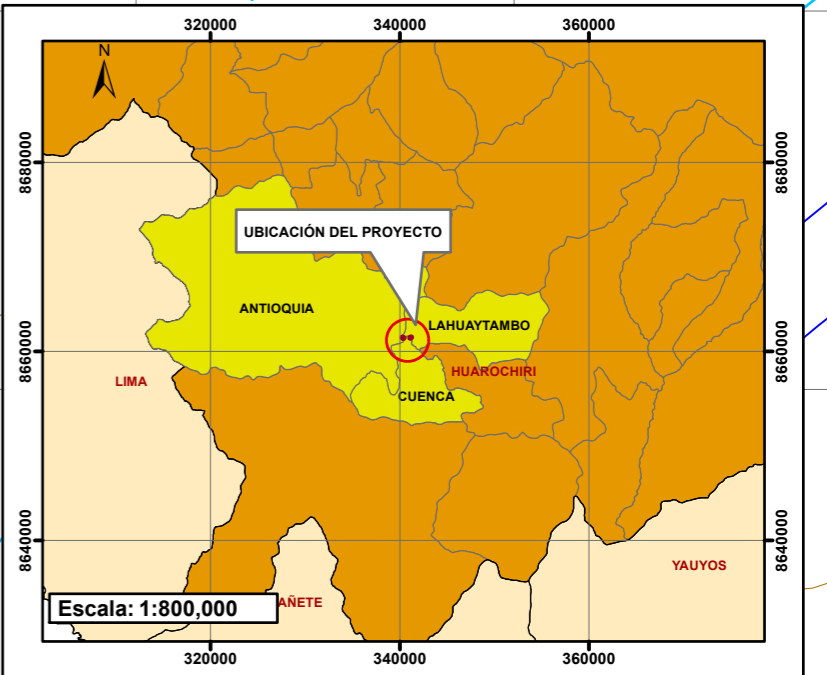 320000 340000 360000
N
8680000 8680000
UBICACIÓN DEL PROYECTO
ANTIOQUIA
LAHUAYTAMBO
8660000 8660000
HUAROCHIRI
LIMA
CUENCA
8640000 8640000
YAUYOS
Escala: 1:800,000
AÑETE
320000 340000 360000